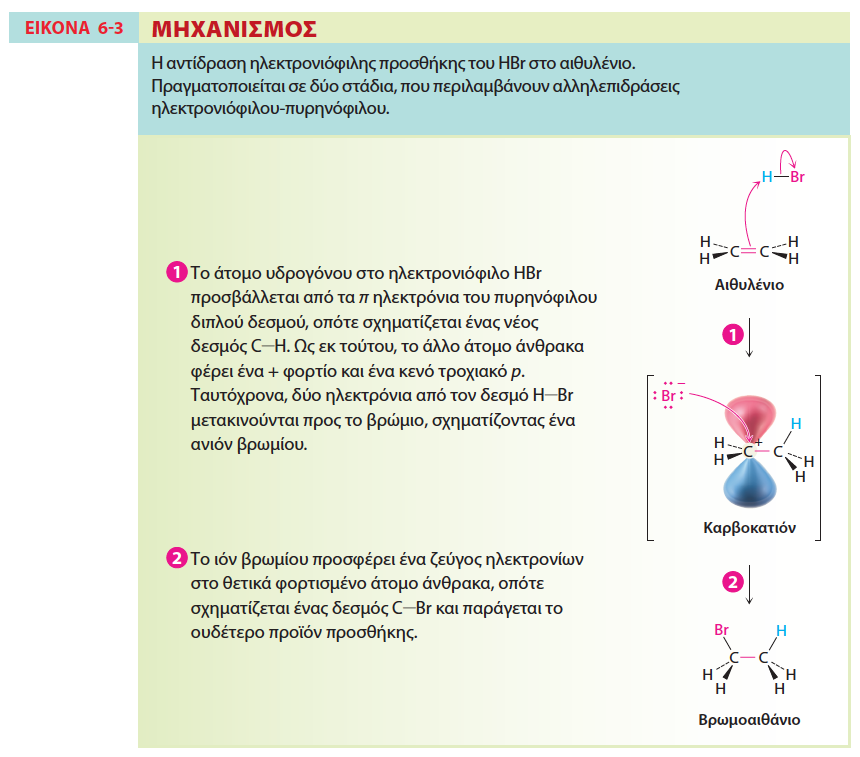 ΕΙΚΟΝΑ 6-3
ΜΗΧΑΝΙΣΜΟΣ
Η αντίδραση ηλεκτρονιόφιλης προσθήκης του HBr στο αιθυλένιο.
Πραγματοποιείται σε δύο στάδια, που περιλαμβάνουν αλληλεπιδράσεις
ηλεκτρονιόφιλου-πυρηνόφιλου.
H—Br
H H
C=C
H H
Αιθυλένιο
1 Το άτομο υδρογόνου στο ηλεκτρονιόφιλο HBr
προσβάλλεται από τα π ηλεκτρόνια του πυρηνόφιλου
διπλού δεσμού, οπότε σχηματίζεται ένας νέος
δεσμός C—H. Ως εκ τούτου, το άλλο άτομο άνθρακα
φέρει ένα + φορτίο και ένα κενό τροχιακό p.
Ταυτόχρονα, δύο ηλεκτρόνια από τον δεσμό H—Br
μετακινούνται προς το βρώμιο, σχηματίζοντας ένα
ανιόν βρωμίου.
1
Br −
H
H +
C—C
H H
H
Καρβοκατιόν
2 Το ιόν βρωμίου προσφέρει ένα ζεύγος ηλεκτρονίων
στο θετικά φορτισμένο άτομο άνθρακα, οπότε
σχηματίζεται ένας δεσμός C—Br και παράγεται το
ουδέτερο προϊόν προσθήκης.
2
Br H
C—C
H H
H H
Βρωμοαιθάνιο